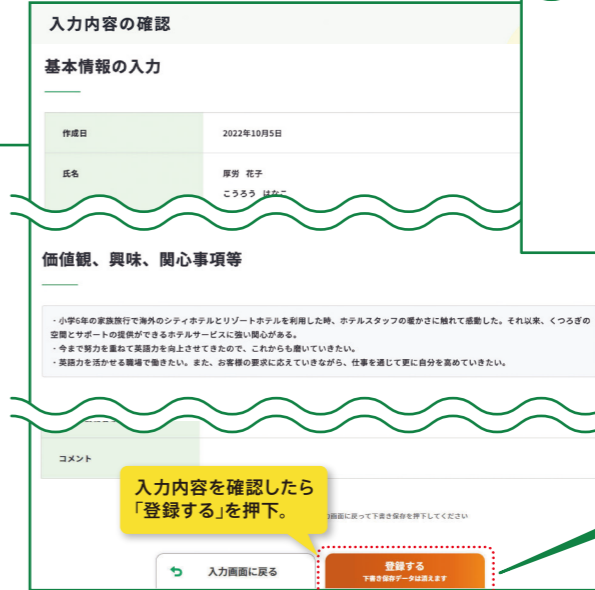 入力内容の確認
基本情報の入力
作成日 2022年10月5日
氏名 厚労 花子
こうろう はなこ
価値観、興味、関心事項等
・小学6年の家族旅行で海外のシティホテルとリゾートホテルを利用した時、ホテルスタッフの暖かさに触れて感動した。それ以来、くつろぎの
空間とサポートの提供ができるホテルサービスに強い関心がある。
・今まで努力を重ねて英語力を向上させてきたので、これからも磨いていきたい。
・英語力を活かせる職場で働きたい。また、お客様の要求に応えていきながら、仕事を通じて更に自分を高めていきたい。
コメント
入力内容を確認したら
「登録する」を押下。
画面に戻って下書き保存を押下してください
入力画面に戻る
登録する
下書き保存データは消えます